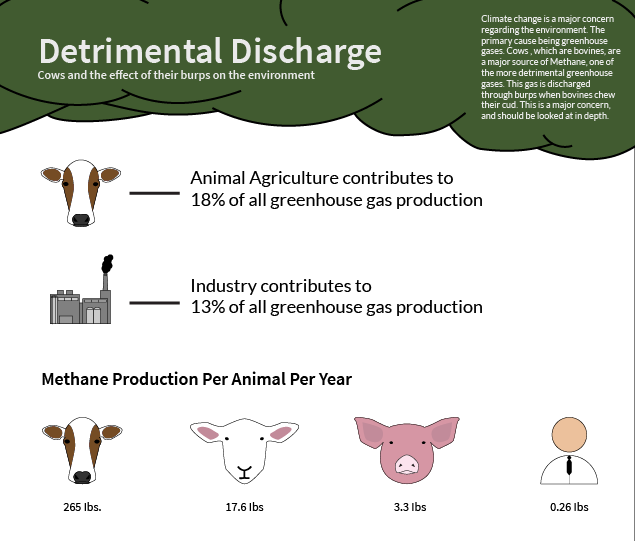 Detrimental Discharge
Cows and the effect of their burps on the environment
Climate change is a major concern
regarding the environment. The
primary cause being greenhouse
gases. Cows , which are bovines, are
a major source of Methane, one of
the more detrimental greenhouse
gases. This gas is discharged
through burps when bovines chew
their cud. This is a major concern,
and should be looked at in depth.
Animal Agriculture contributes to
18% of all greenhouse gas production
Industry contributes to
13% of all greenhouse gas production
Methane Production Per Animal Per Year
265 lbs.
17.6 lbs
3.3 lbs
0.26 lbs